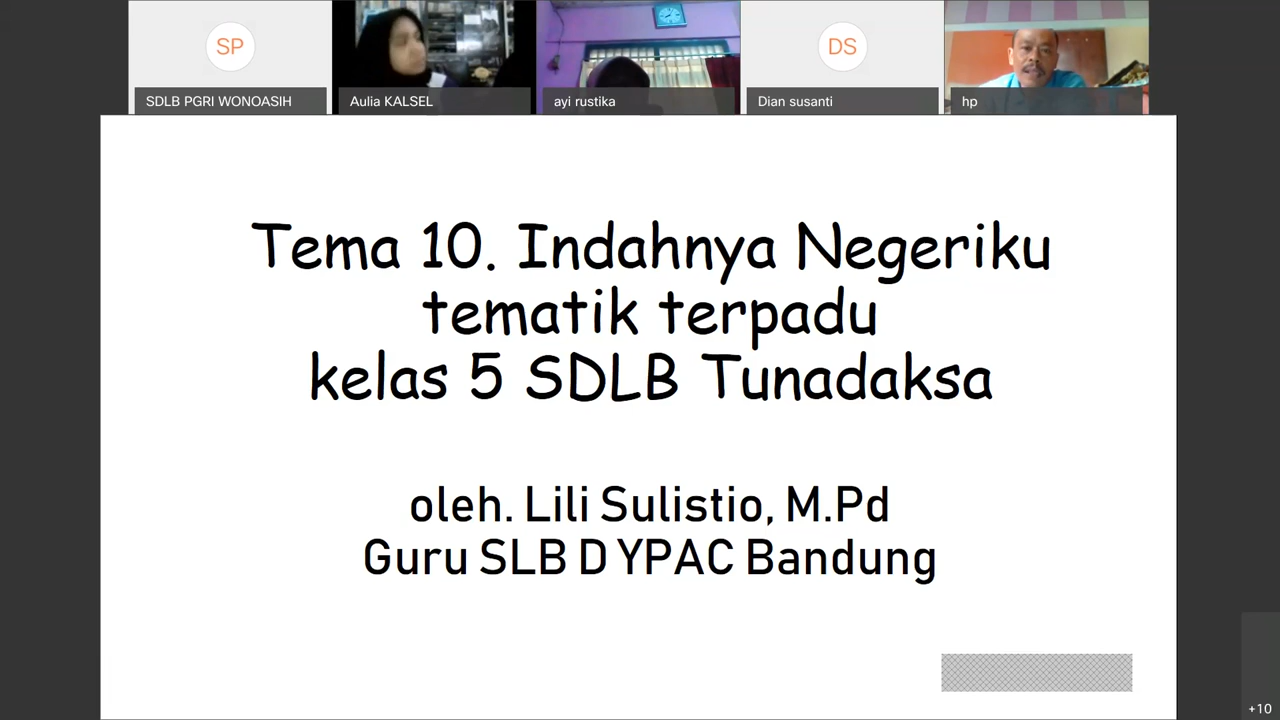 SP
DS
SDLB PGRI WONOASIH
Aulia KALSEL
ayi rustika
Dian susanti
hp
Tema 10. Indahnya Negeriku
tematik terpadu
kelas 5 SDLB Tunadaksa
oleh. Lili Sulistio, M.Pd
Guru SLB D YPAC Bandung
+10